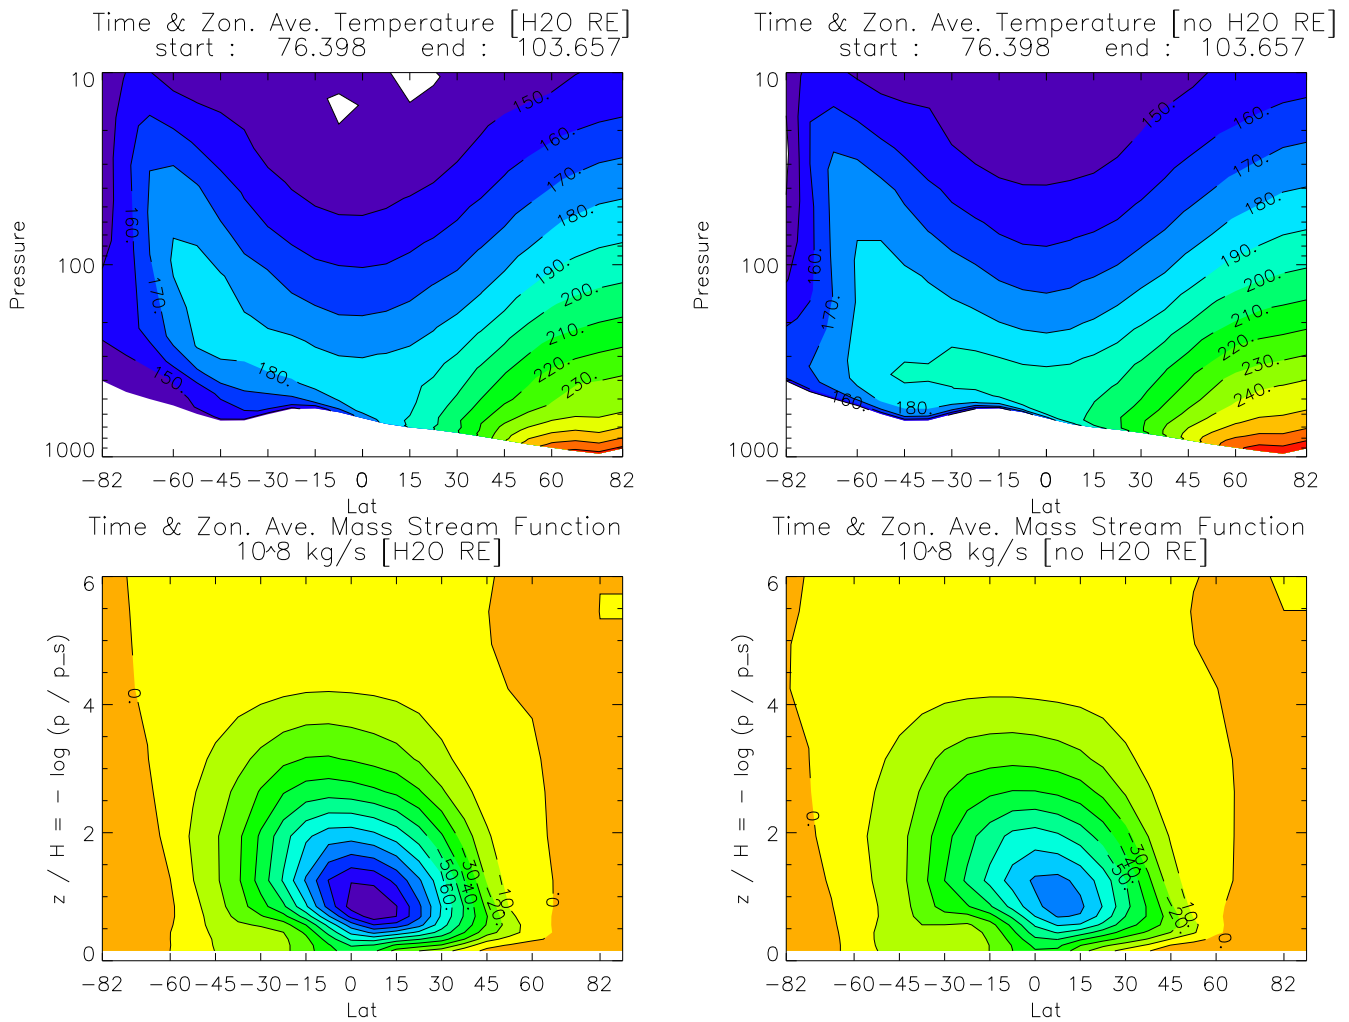 Time & Zon. Ave. Temperature [H2O RE]
start : 76.398 end : 103.657
10
100
1000
Pressure
150.
160.
170.
180.
190.
200.
210.
220.
230.
160.
170.
180.
150.
-82 -60 -45 -30 -15 0 15 30 45 60 82
Lat
Time & Zon. Ave. Temperature [no H2O RE]
start : 76.398 end : 103.657
10
100
1000
Pressure
150.
160.
170.
180.
190.
200.
210.
220.
230.
240.
160.
170.
160.
180.
-82 -60 -45 -30 -15 0 15 30 45 60 82
Lat
Time & Zon. Ave. Mass Stream Function
10^8 kg/s [H2O RE]
6
4
2
0
z / H = - log (p / p_s)
0.
30.
40.
50.
60.
10.
20.
0.
-82 -60 -45 -30 -15 0 15 30 45 60 82
Lat
Time & Zon. Ave. Mass Stream Function
10^8 kg/s [no H2O RE]
6
4
2
0
z / H = - log (p / p_s)
0.
30.
40.
50.
10.
20.
0.
-82 -60 -45 -30 -15 0 15 30 45 60 82
Lat